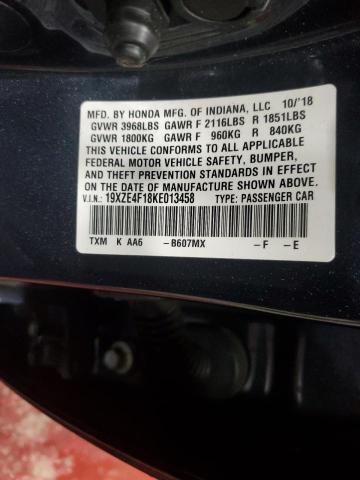 MFD. BY HONDA MFG. OF INDIANA, LLC 10/'18
GVWR 3968LBS GAWR F 2116LBS R 1851LBS
GVWR 1800KG GAWR F 960KG R 840KG
THIS VEHICLE CONFORMS TO ALL APPLICABLE
FEDERAL MOTOR VEHICLE SAFETY, BUMPER,
AND THEFT PREVENTION STANDARDS IN EFFECT
ON THE DATE OF MANUFACTURE SHOWN ABOVE.
V.I.N.: 19XZE4F18KE013458 TYPE: PASSENGER CAR
TXM K AA6 -B607MX -F -E